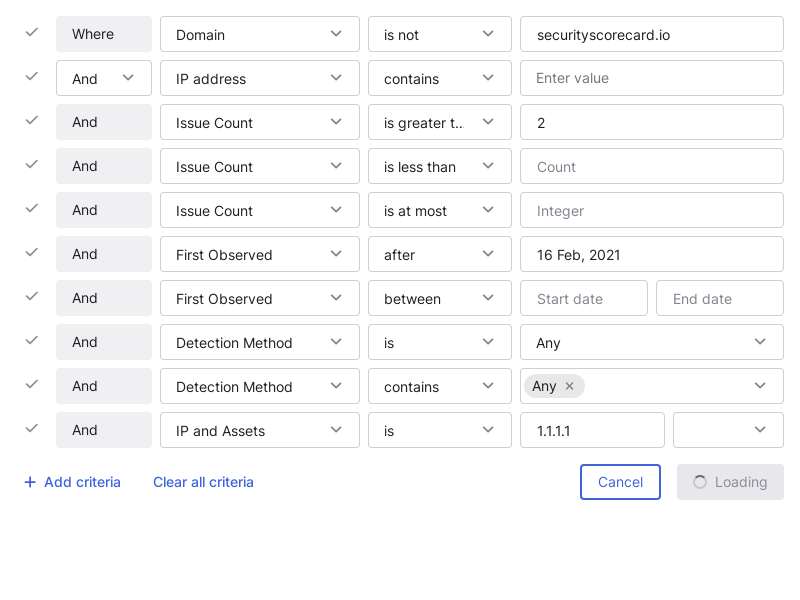 Where Domain is not securityscorecard.io
And IP address contains Enter value
And Issue Count is greater t... 2
And Issue Count is less than Count
And Issue Count is at most Integer
And First Observed after 16 Feb, 2021
And First Observed between Start date End date
And Detection Method is Any
And Detection Method contains Any
And IP and Assets is 1.1.1.1
Add criteria Clear all criteria Cancel Loading